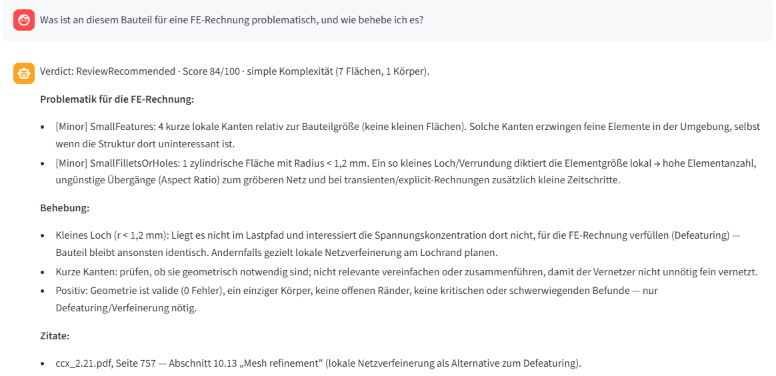 Was ist an diesem Bauteil für eine FE-Rechnung problematisch, und wie behebe ich es?
Verdict: ReviewRecommended · Score 84/100 · simple Komplexität (7 Flächen, 1 Körper).
Problematik für die FE-Rechnung:
• [Minor] SmallFeatures: 4 kurze lokale Kanten relativ zur Bauteilgröße (keine kleinen Flächen). Solche Kanten erzwingen feine Elemente in der Umgebung, selbst
wenn die Struktur dort uninteressant ist.
• [Minor] SmallFilletsOrHoles: 1 zylindrische Fläche mit Radius < 1,2 mm. Ein so kleines Loch/Verrundung diktiert die Elementgröße lokal → hohe Elementanzahl,
ungünstige Übergänge (Aspect Ratio) zum gröberen Netz und bei transienten/explicit-Rechnungen zusätzlich kleine Zeitschritte.
Behebung:
• Kleines Loch (r < 1,2 mm): Liegt es nicht im Lastpfad und interessiert die Spannungskonzentration dort nicht, für die FE-Rechnung verfüllen (Defeaturing) —
Bauteil bleibt ansonsten identisch. Andernfalls gezielt lokale Netzverfeinerung am Lochrand planen.
• Kurze Kanten: prüfen, ob sie geometrisch notwendig sind; nicht relevante vereinfachen oder zusammenführen, damit der Vernetzer nicht unnötig fein vernetzt.
• Positiv: Geometrie ist valide (0 Fehler), ein einziger Körper, keine offenen Ränder, keine kritischen oder schwerwiegenden Befunde — nur
Defeaturing/Verfeinerung nötig.
Zitate:
• ccx_2.21.pdf, Seite 757 — Abschnitt 10.13 „Mesh refinement" (lokale Netzverfeinerung als Alternative zum Defeaturing).